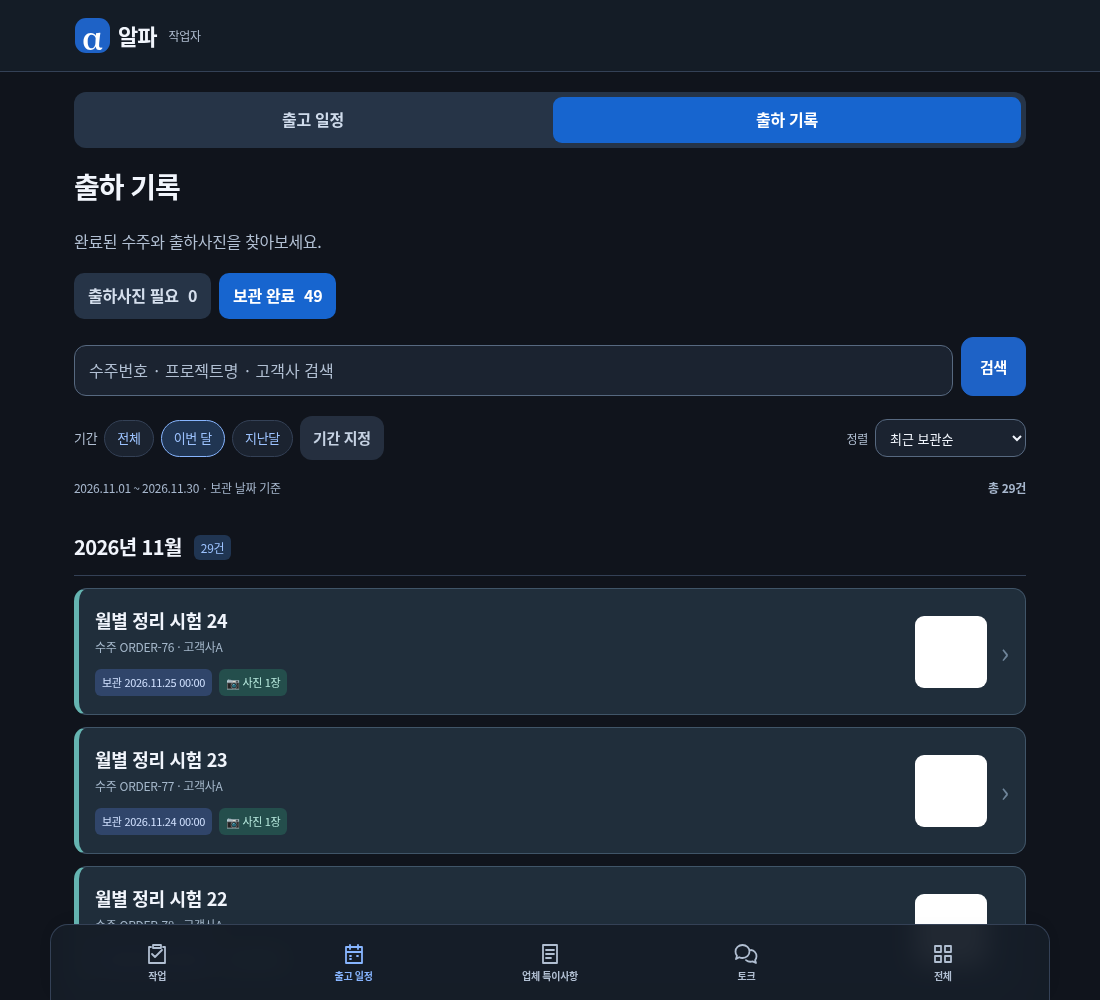 α 알파 작업자
출고 일정 출하 기록
출하 기록
완료된 수주와 출하사진을 찾아보세요.
출하사진 필요 0 보관 완료 49
수주번호 · 프로젝트명 · 고객사 검색 검색
기간 전체 이번 달 지난달 기간 지정 정렬 최근 보관순
2026.11.01 ~ 2026.11.30 · 보관 날짜 기준 총 29건
2026년 11월 29건
월별 정리 시험 24
수주 ORDER-76 · 고객사A
보관 2026.11.25 00:00 📷 사진 1장
월별 정리 시험 23
수주 ORDER-77 · 고객사A
보관 2026.11.24 00:00 📷 사진 1장
월별 정리 시험 22
수주 ORDER-78 · 고객사A
작업 출고 일정 업체 특이사항 토크 전체